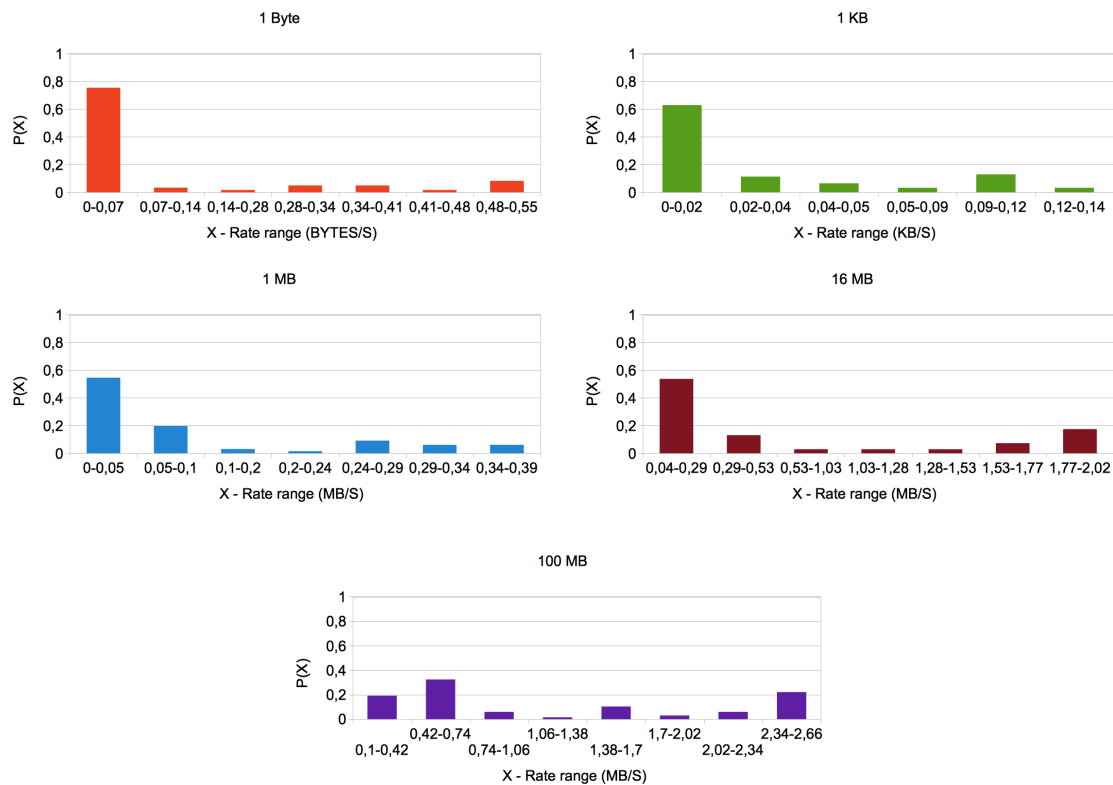 1 Byte
1
0,8
0,6
0,4
0,2
0
P(X)
0-0,07 0,07-0,14 0,14-0,28 0,28-0,34 0,34-0,41 0,41-0,48 0,48-0,55
X - Rate range (BYTES/S)
1 KB
1
0,8
0,6
0,4
0,2
0
P(X)
0-0,02 0,02-0,04 0,04-0,05 0,05-0,09 0,09-0,12 0,12-0,14
X - Rate range (KB/S)
1 MB
1
0,8
0,6
0,4
0,2
0
P(X)
0-0,05 0,05-0,1 0,1-0,2 0,2-0,24 0,24-0,29 0,29-0,34 0,34-0,39
X - Rate range (MB/S)
16 MB
1
0,8
0,6
0,4
0,2
0
P(X)
0,04-0,29 0,29-0,53 0,53-1,03 1,03-1,28 1,28-1,53 1,53-1,77 1,77-2,02
X - Rate range (MB/S)
100 MB
1
0,8
0,6
0,4
0,2
0
P(X)
0,42-0,74 1,06-1,38 1,7-2,02 2,34-2,66
0,1-0,42 0,74-1,06 1,38-1,7 2,02-2,34
X - Rate range (MB/S)